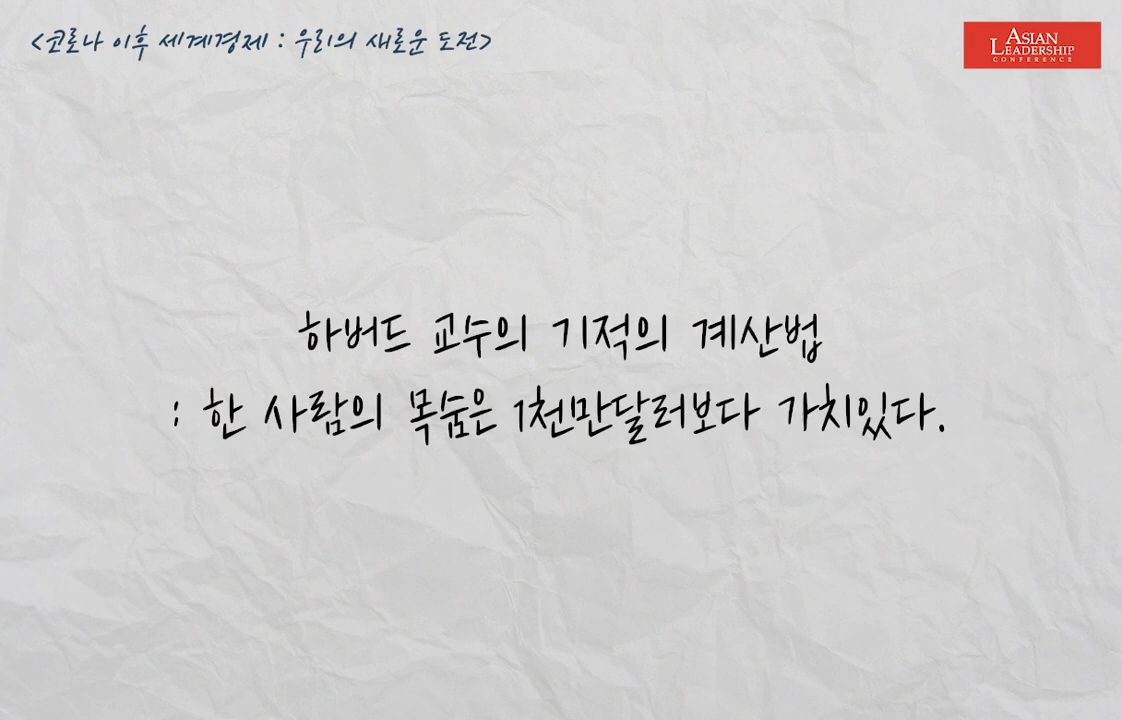 <코로나 이후 세계경제 : 우리의 새로운 도전>
ASIAN
LEADERSHIP
CONFERENCE
하버드 교수의 기적의 계산법
: 한 사람의 목숨은 1천만달러보다 가치있다.